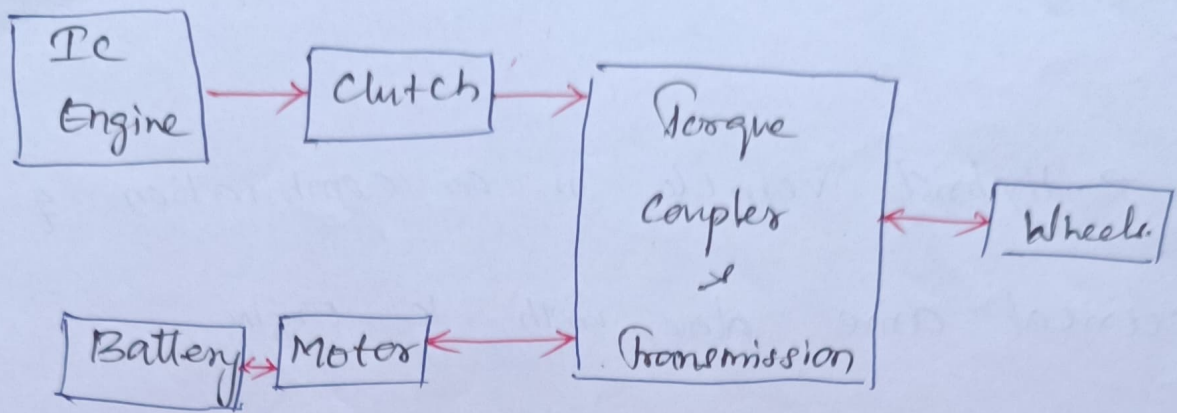 IC
Engine
Clutch
Torque
Coupler
&
Transmission
Wheels.
Battery
Motor